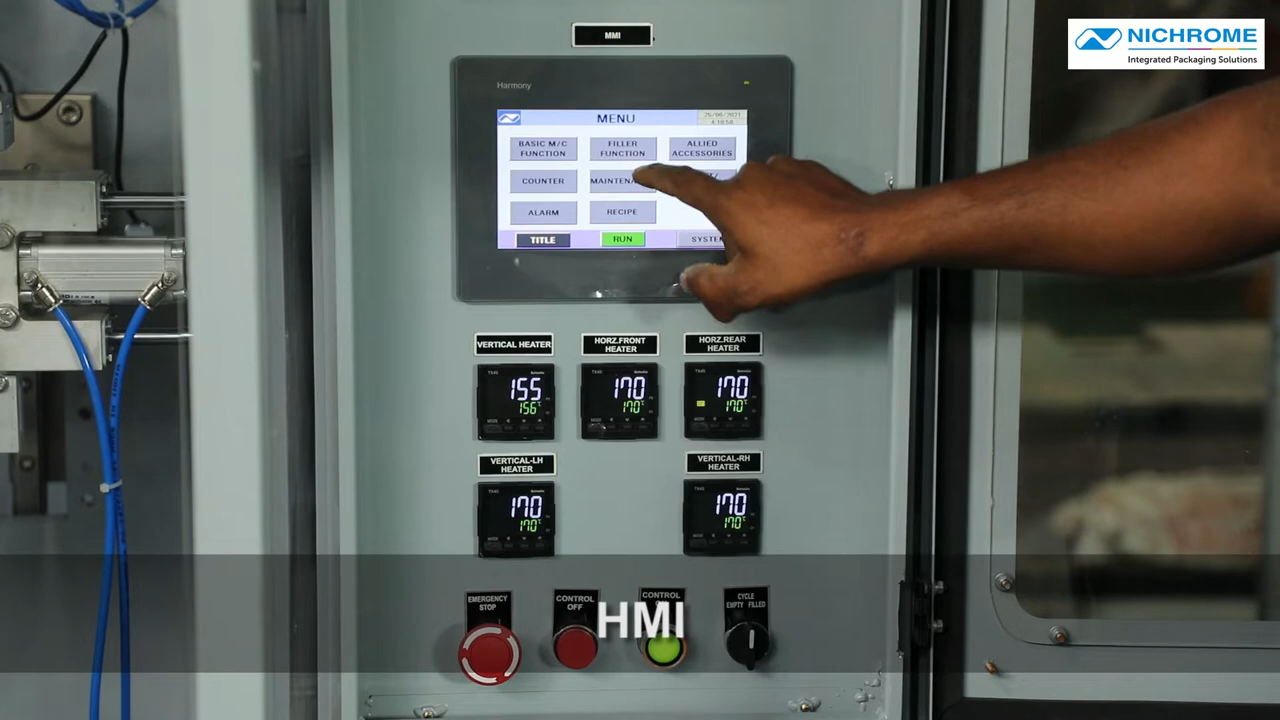 MMI
NICHROME
Integrated Packaging Solutions
Harmony
MENU
BASIC M/C
FUNCTION
FILLER
FUNCTION
ALLIED
ACCESSORIES
COUNTER
ALARM
RECIPE
TITLE
RUN
VERTICAL HEATER
HORZ.FRONT
HEATER
HORZ.REAR
HEATER
155
156
170
170
170
170
VERTICAL-LH
HEATER
VERTICAL-RH
HEATER
170
170
170
170
EMERGENCY
STOP
CONTROL
OFF
CONTROL
CYCLE
EMPTY FILLED
HMI